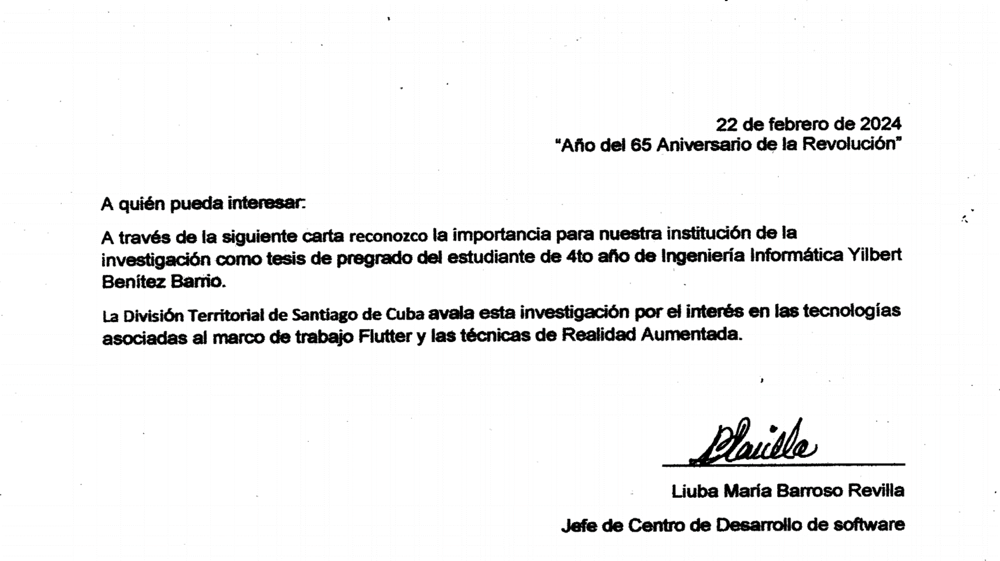 22 de febrero de 2024
“Año del 65 Aniversario de la Revolución”
A quién pueda interesar:
A través de la siguiente carta reconozco la importancia para nuestra institución de la
investigación como tesis de pregrado del estudiante de 4to año de Ingeniería Informática Yilbert
Benítez Barrio.
La División Territorial de Santiago de Cuba avala esta investigación por el interés en las tecnologías
asociadas al marco de trabajo Flutter y las técnicas de Realidad Aumentada.
Liuba María Barroso Revilla
Jefe de Centro de Desarrollo de software